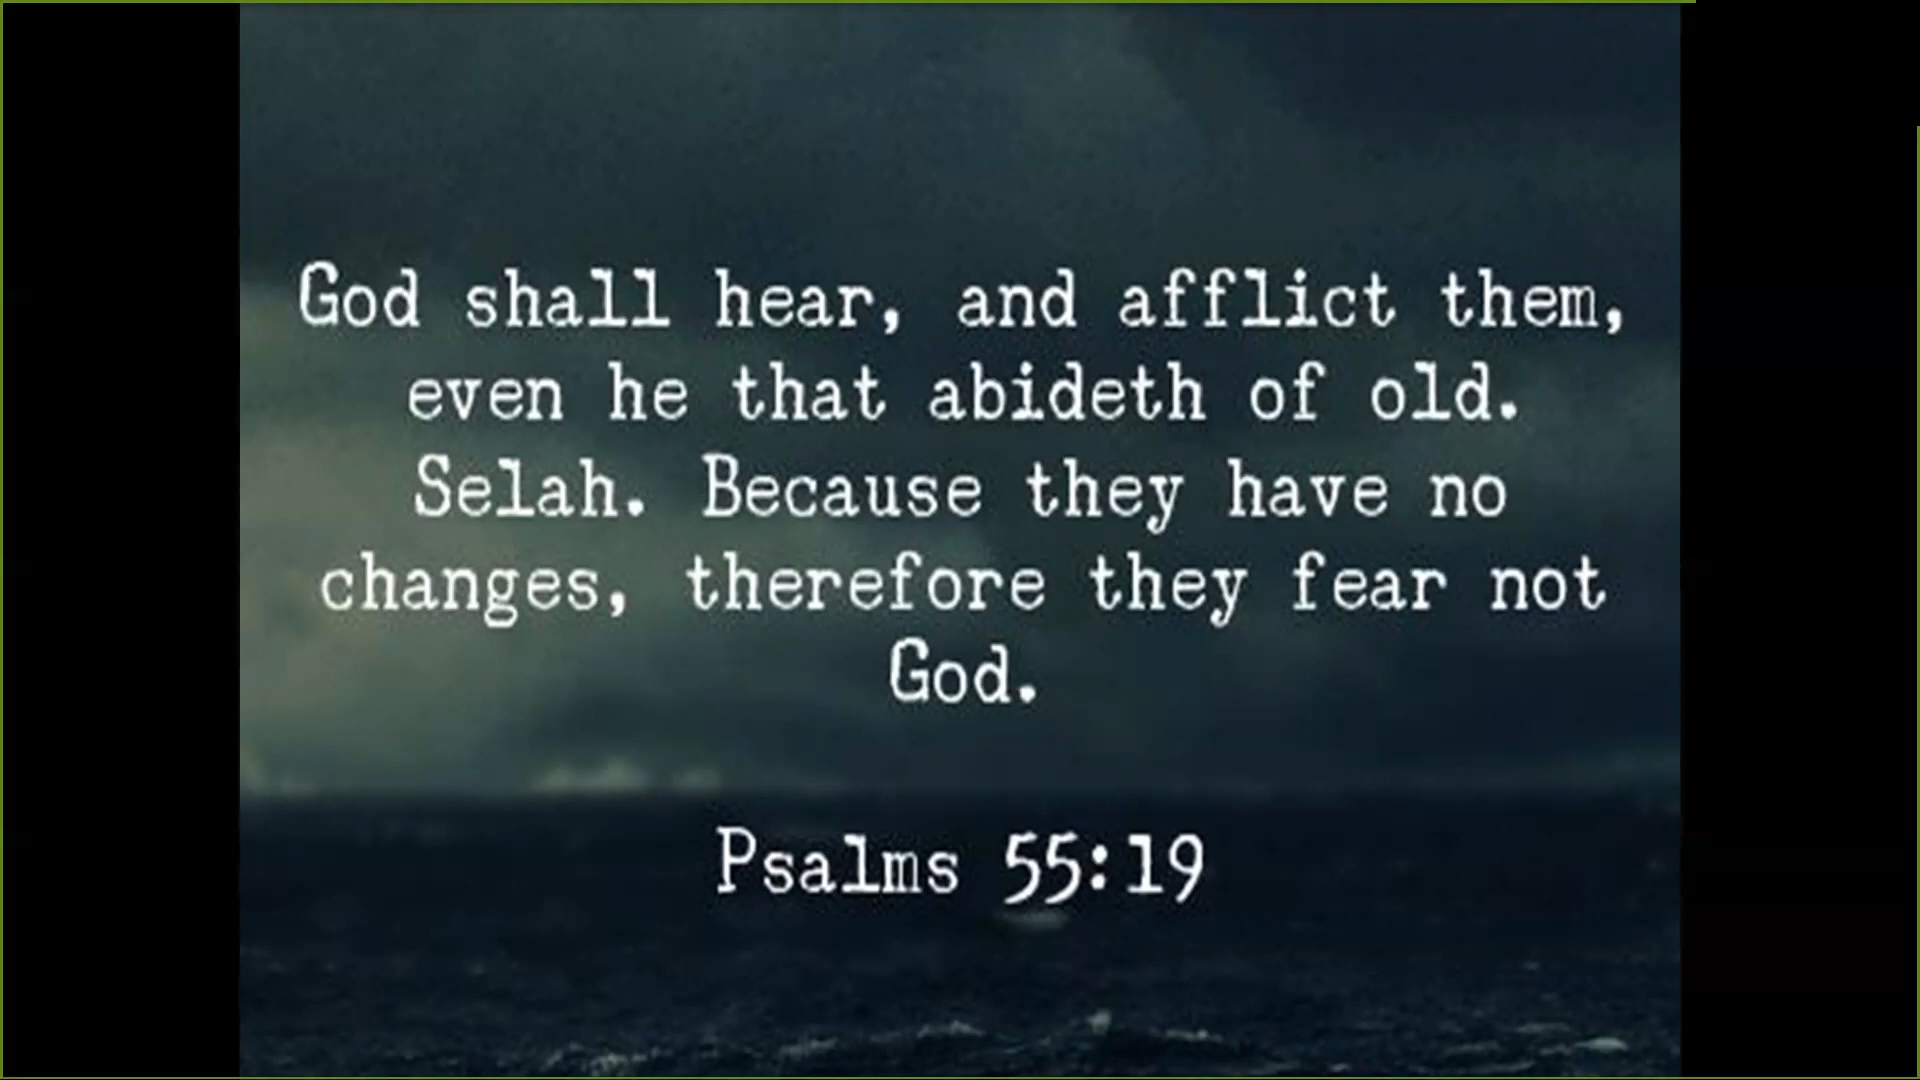 God shall hear, and afflict them,
even he that abideth of old.
Selah. Because they have no
changes, therefore they fear not
God.
Psalms 55:19